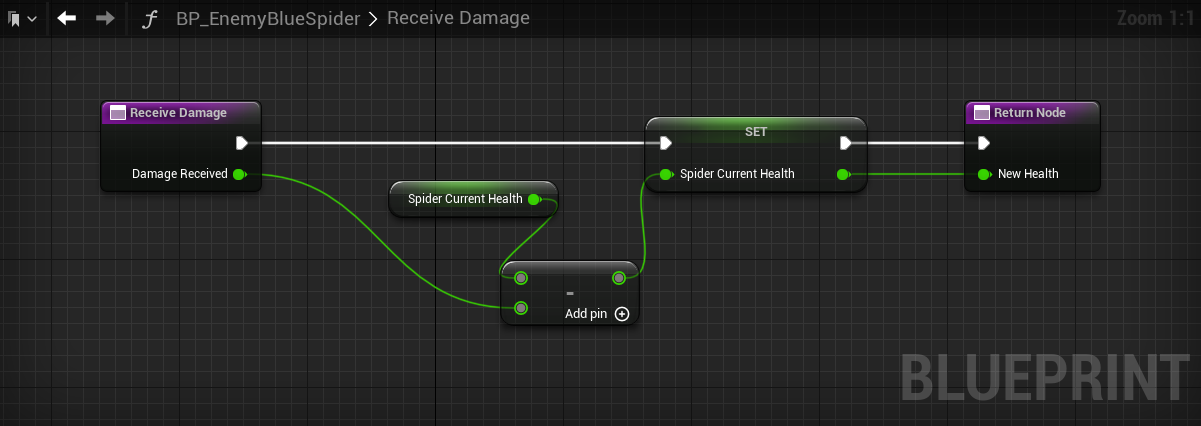 BP_EnemyBlueSpider > Receive Damage
Zoom 1:1
Receive Damage
Damage Received
Spider Current Health
-
Add pin
SET
Spider Current Health
Return Node
New Health
BLUEPRINT